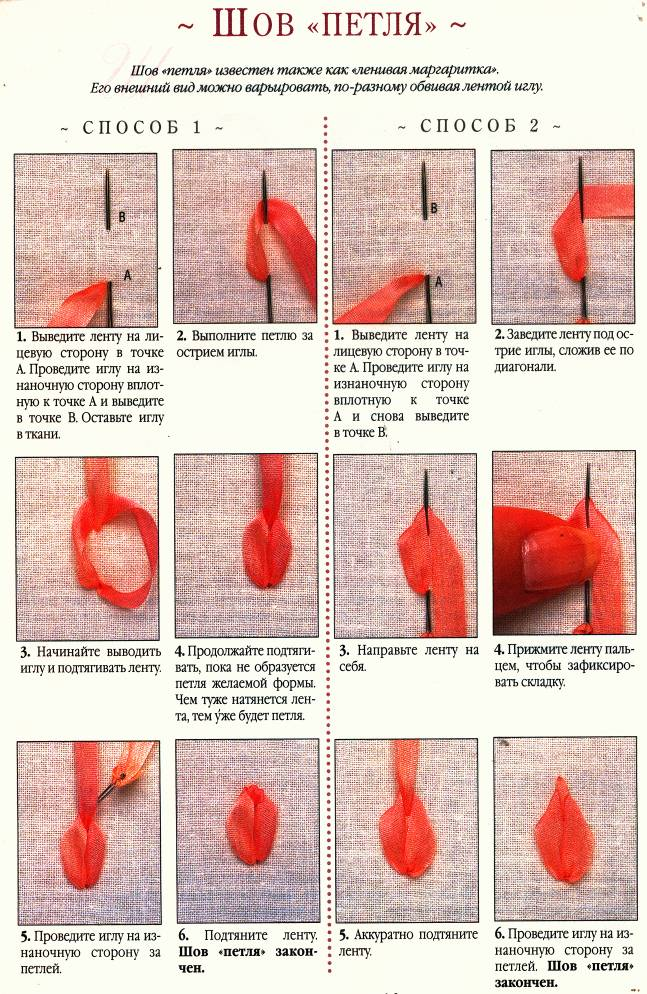 ~ ШОВ «ПЕТЛЯ» ~
Шов «петля» известен также как «ленивая маргаритка».
Его внешний вид можно варьировать, по-разному обвивая лентой иглу.
~ СПОСОБ 1 ~
B
A
1. Выведите ленту на ли-
цевую сторону в точке
А. Проведите иглу на из-
наночную сторону вплот-
ную к точке А и выведите
в точке В. Оставьте иглу
в ткани.
2. Выполните петлю за
острием иглы.
3. Начинайте выводить
иглу и подтягивать ленту.
4. Продолжайте подтяги-
вать, пока не образуется
петля желаемой формы.
Чем туже натянется лен-
та, тем у́же будет петля.
5. Проведите иглу на из-
наночную сторону за
петлей.
6. Подтяните ленту.
Шов «петля» закон-
чен.
~ СПОСОБ 2 ~
B
A
1. Выведите ленту на
лицевую сторону в точ-
ке А. Проведите иглу на
изнаночную сторону
вплотную к точке
А и снова выведите
в точке В.
2. Заведите ленту под ос-
трие иглы, сложив ее по
диагонали.
3. Направьте ленту на
себя.
4. Прижмите ленту паль-
цем, чтобы зафиксиро-
вать складку.
5. Аккуратно подтяните
ленту.
6. Проведите иглу на из-
наночную сторону за
петлей. Шов «петля»
закончен.